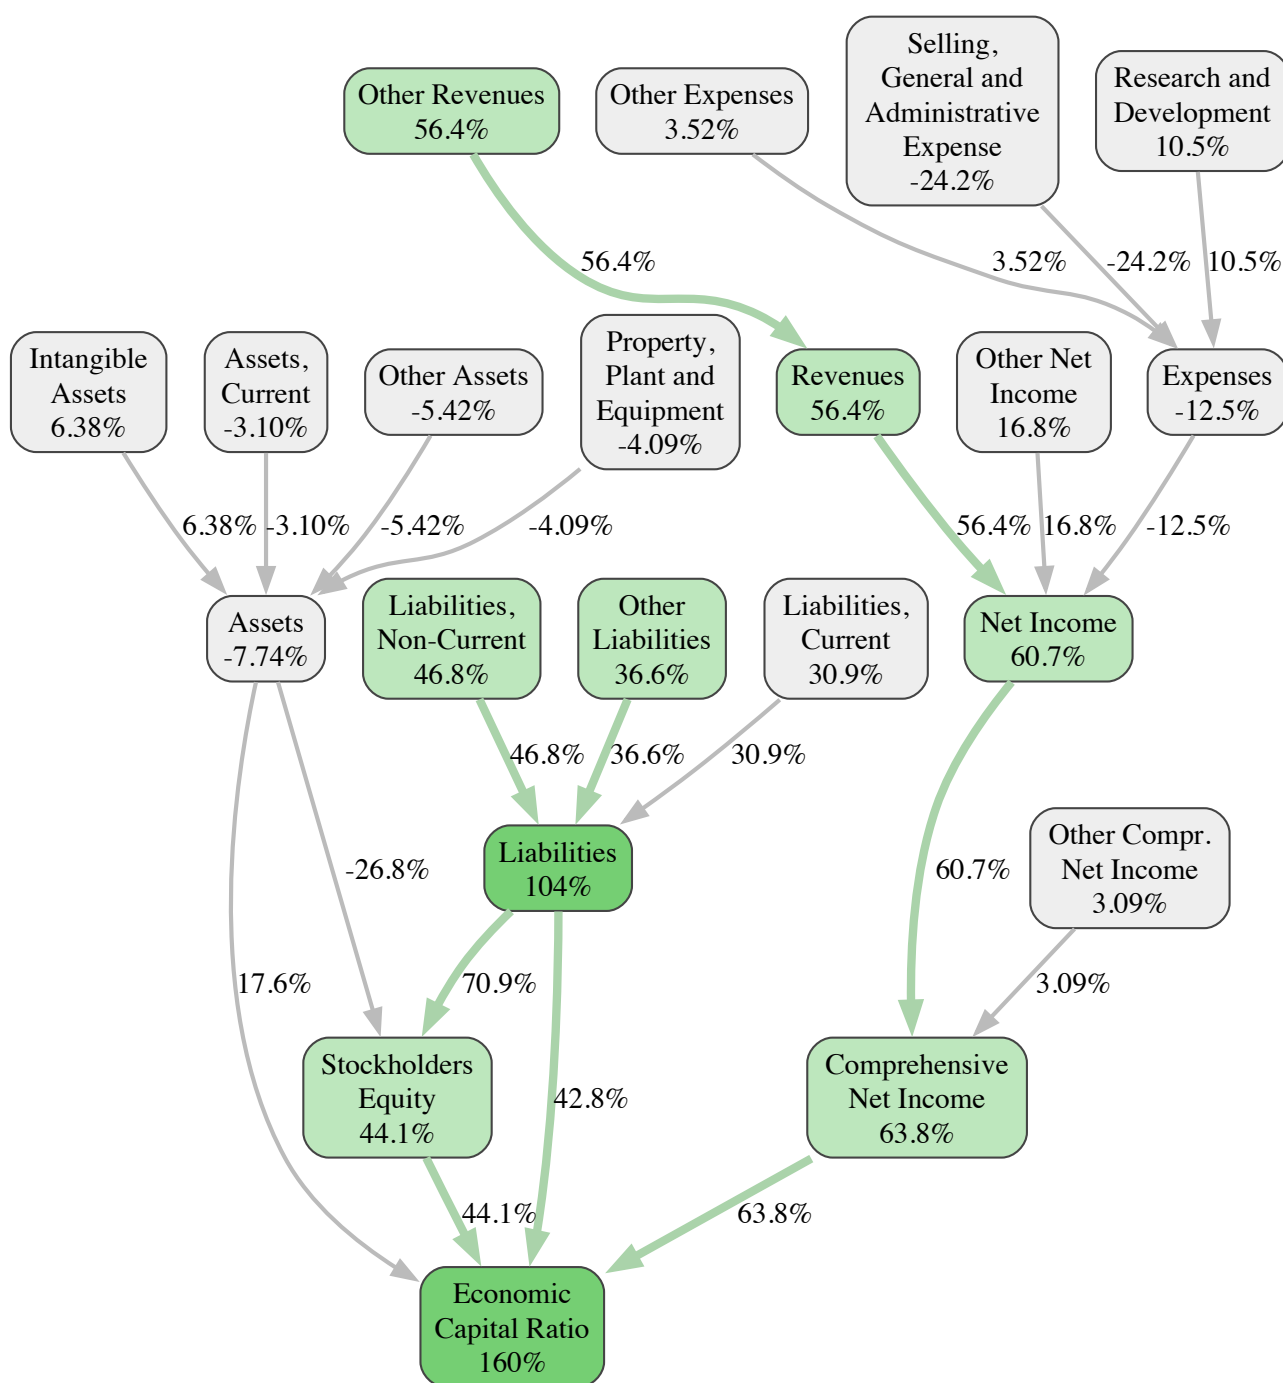 Selling,
General and
Administrative
Expense
-24.2%
Other Revenues
56.4%
Other Expenses
3.52%
Research and
Development
10.5%
56.4%
3.52%
-24.2%
10.5%
Intangible
Assets
6.38%
Assets,
Current
-3.10%
Other Assets
-5.42%
Property,
Plant and
Equipment
-4.09%
Revenues
56.4%
Other Net
Income
16.8%
Expenses
-12.5%
6.38%
-3.10%
-5.42%
-4.09%
56.4%
16.8%
-12.5%
Assets
-7.74%
Liabilities,
Non-Current
46.8%
Other
Liabilities
36.6%
Liabilities,
Current
30.9%
Net Income
60.7%
46.8%
36.6%
30.9%
Liabilities
104%
-26.8%
60.7%
Other Compr.
Net Income
3.09%
17.6%
70.9%
3.09%
Stockholders
Equity
44.1%
42.8%
Comprehensive
Net Income
63.8%
44.1%
63.8%
Economic
Capital Ratio
160%